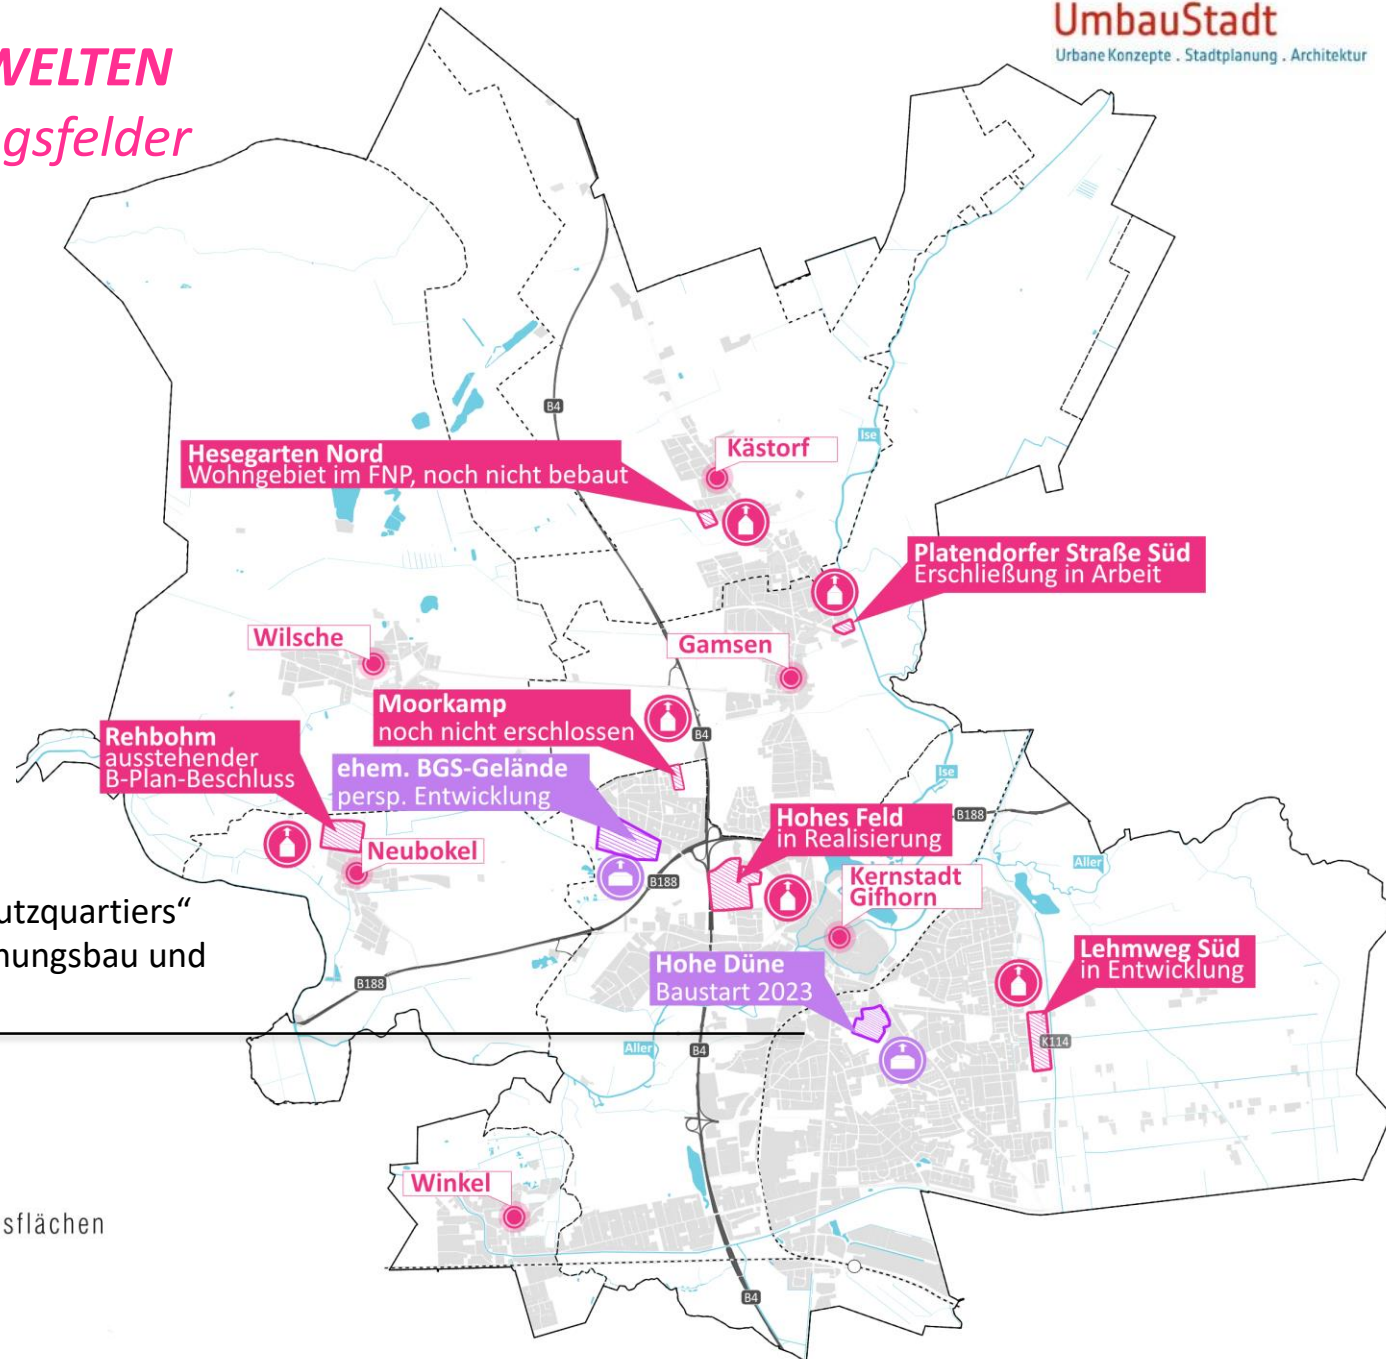 UmbauStadt
Urbane Konzepte . Stadtplanung . Architektur
WELTEN
gsfelder
B4
Hesegarten Nord
Wohngebiet im FNP, noch nicht bebaut
Kästorf
Ise
Platendorfer Straße Süd
Erschließung in Arbeit
Wilsche
Gamsen
Moorkamp
noch nicht erschlossen
B4
Rehbohm
ausstehender
B-Plan-Beschluss
ehem. BGS-Gelände
persp. Entwicklung
Ise
B188
Hohes Feld
in Realisierung
Neubokel
B188
Aller
Kernstadt
Gifhorn
utzquartiers“
nungsbau und
Lehmweg Süd
in Entwicklung
Hohe Düne
Baustart 2023
B188
Aller
B4
K114
Winkel
sflächen
B4